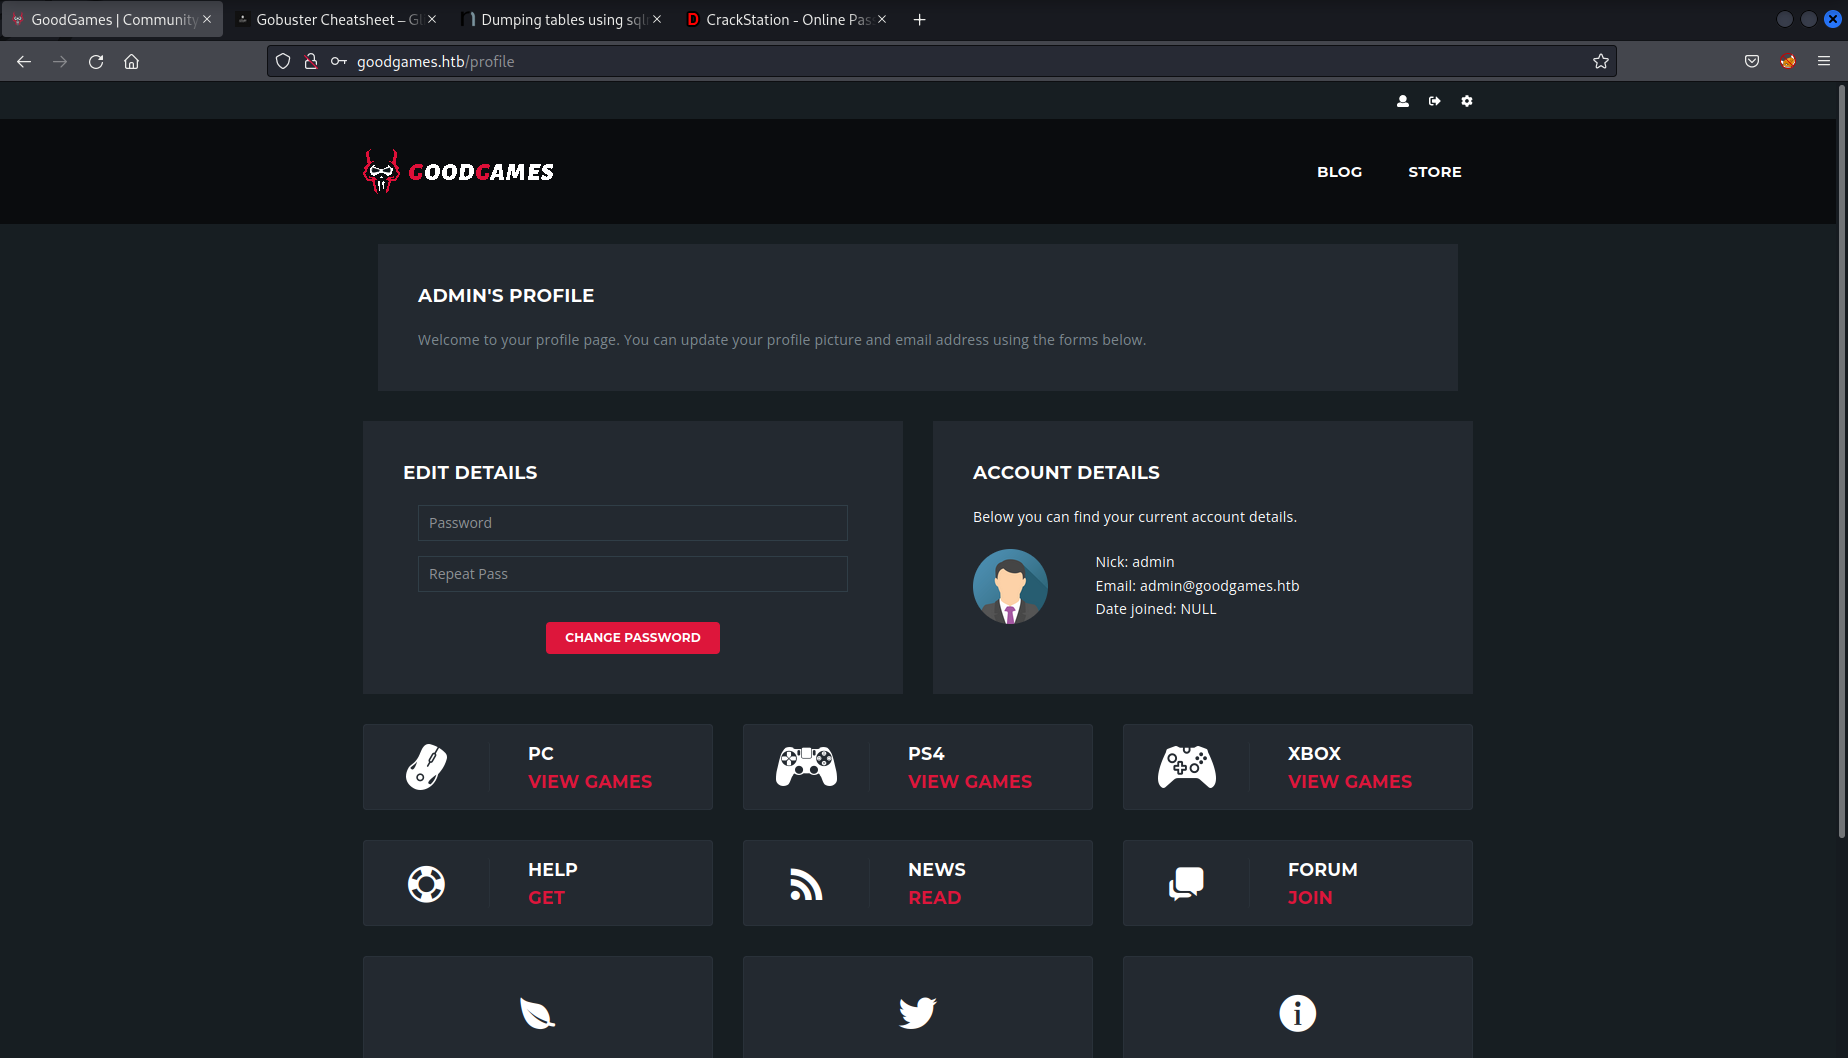 GoodGames | Community
Gobuster Cheatsheet – Gl
Dumping tables using sql
CrackStation - Online Pas
goodgames.htb/profile
GOODGAMES
BLOG
STORE
ADMIN'S PROFILE
Welcome to your profile page. You can update your profile picture and email address using the forms below.
EDIT DETAILS
Password
Repeat Pass
CHANGE PASSWORD
ACCOUNT DETAILS
Below you can find your current account details.
Nick: admin
Email: admin@goodgames.htb
Date joined: NULL
PC
VIEW GAMES
PS4
VIEW GAMES
XBOX
VIEW GAMES
HELP
GET
NEWS
READ
FORUM
JOIN